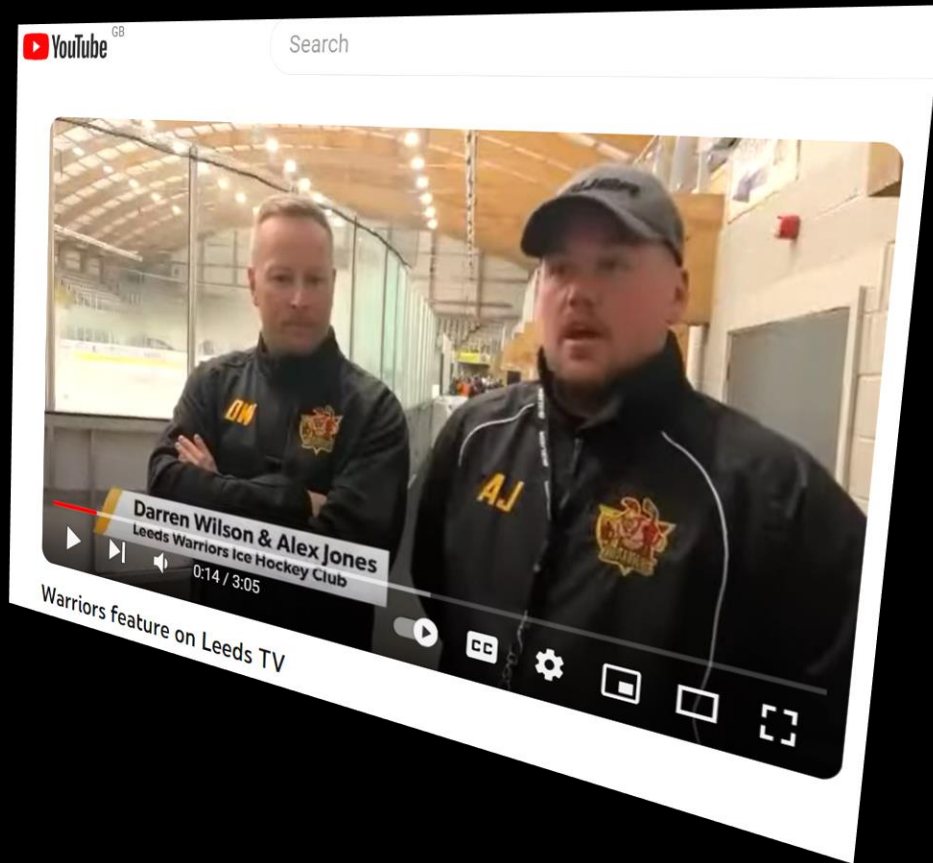 YouTube GB
Search
DW
AJ
Darren Wilson & Alex Jones
Leeds Warriors Ice Hockey Club
0:14 / 3:05
CC
Warriors feature on Leeds TV